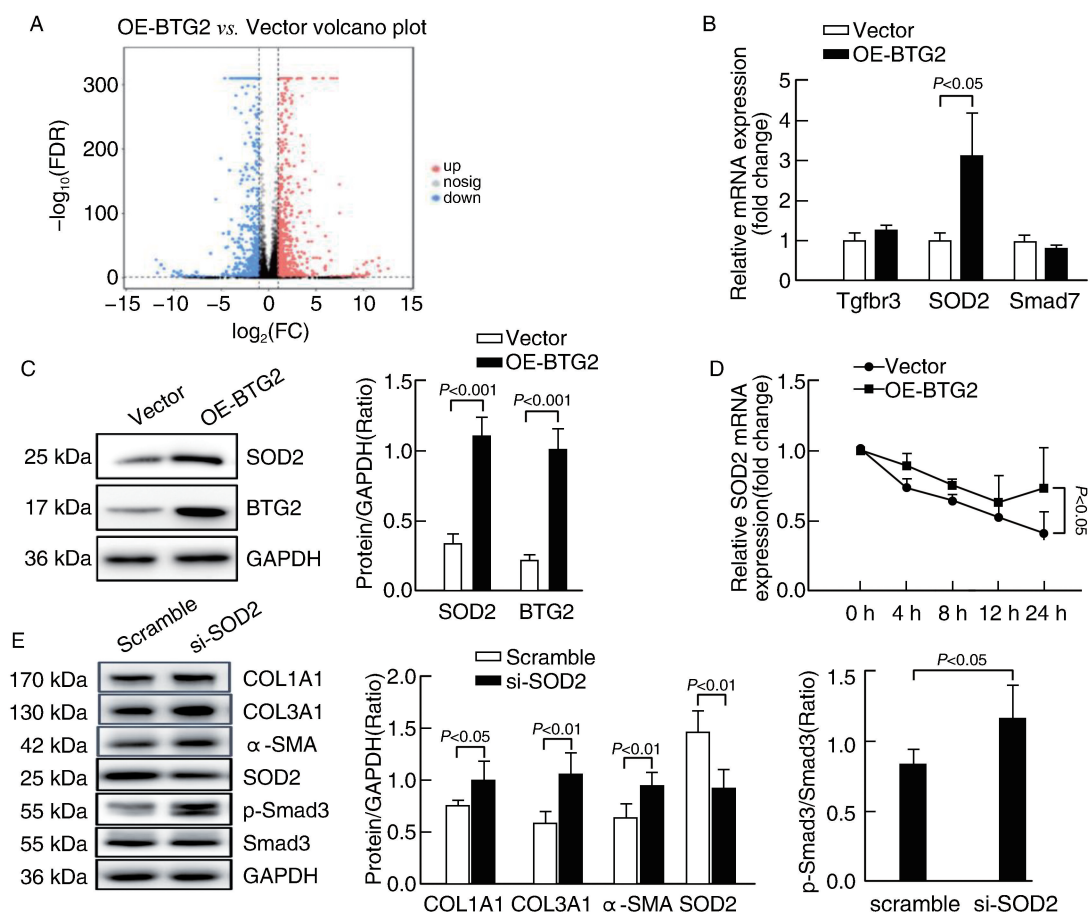 A
OE-BTG2 vs. Vector volcano plot
-log10(FDR)
300
200
100
0
−15 −10 −5 0 5 10 15
log2(FC)
up
nosig
down
B
Vector
OE-BTG2
Relative mRNA expression
(fold change)
5
4
3
2
1
0
P<0.05
Tgfbr3 SOD2 Smad7
C
Vector OE-BTG2
25 kDa SOD2
17 kDa BTG2
36 kDa GAPDH
Vector
OE-BTG2
Protein/GAPDH(Ratio)
1.5
1.0
0.5
0.0
P<0.001 P<0.001
SOD2 BTG2
D
Vector
OE-BTG2
Relative SOD2 mRNA
expression(fold change)
1.5
1.0
0.5
0.0
P<0.05
0 h 4 h 8 h 12 h 24 h
E
Scramble si-SOD2
170 kDa COL1A1
130 kDa COL3A1
42 kDa α-SMA
25 kDa SOD2
55 kDa p-Smad3
55 kDa Smad3
36 kDa GAPDH
Scramble
si-SOD2
Protein/GAPDH(Ratio)
2.0
1.5
1.0
0.5
0.0
P<0.05 P<0.01 P<0.01 P<0.01
COL1A1 COL3A1 α-SMA SOD2
p-Smad3/Smad3(Ratio)
1.5
1.0
0.5
0.0
P<0.05
scramble si-SOD2